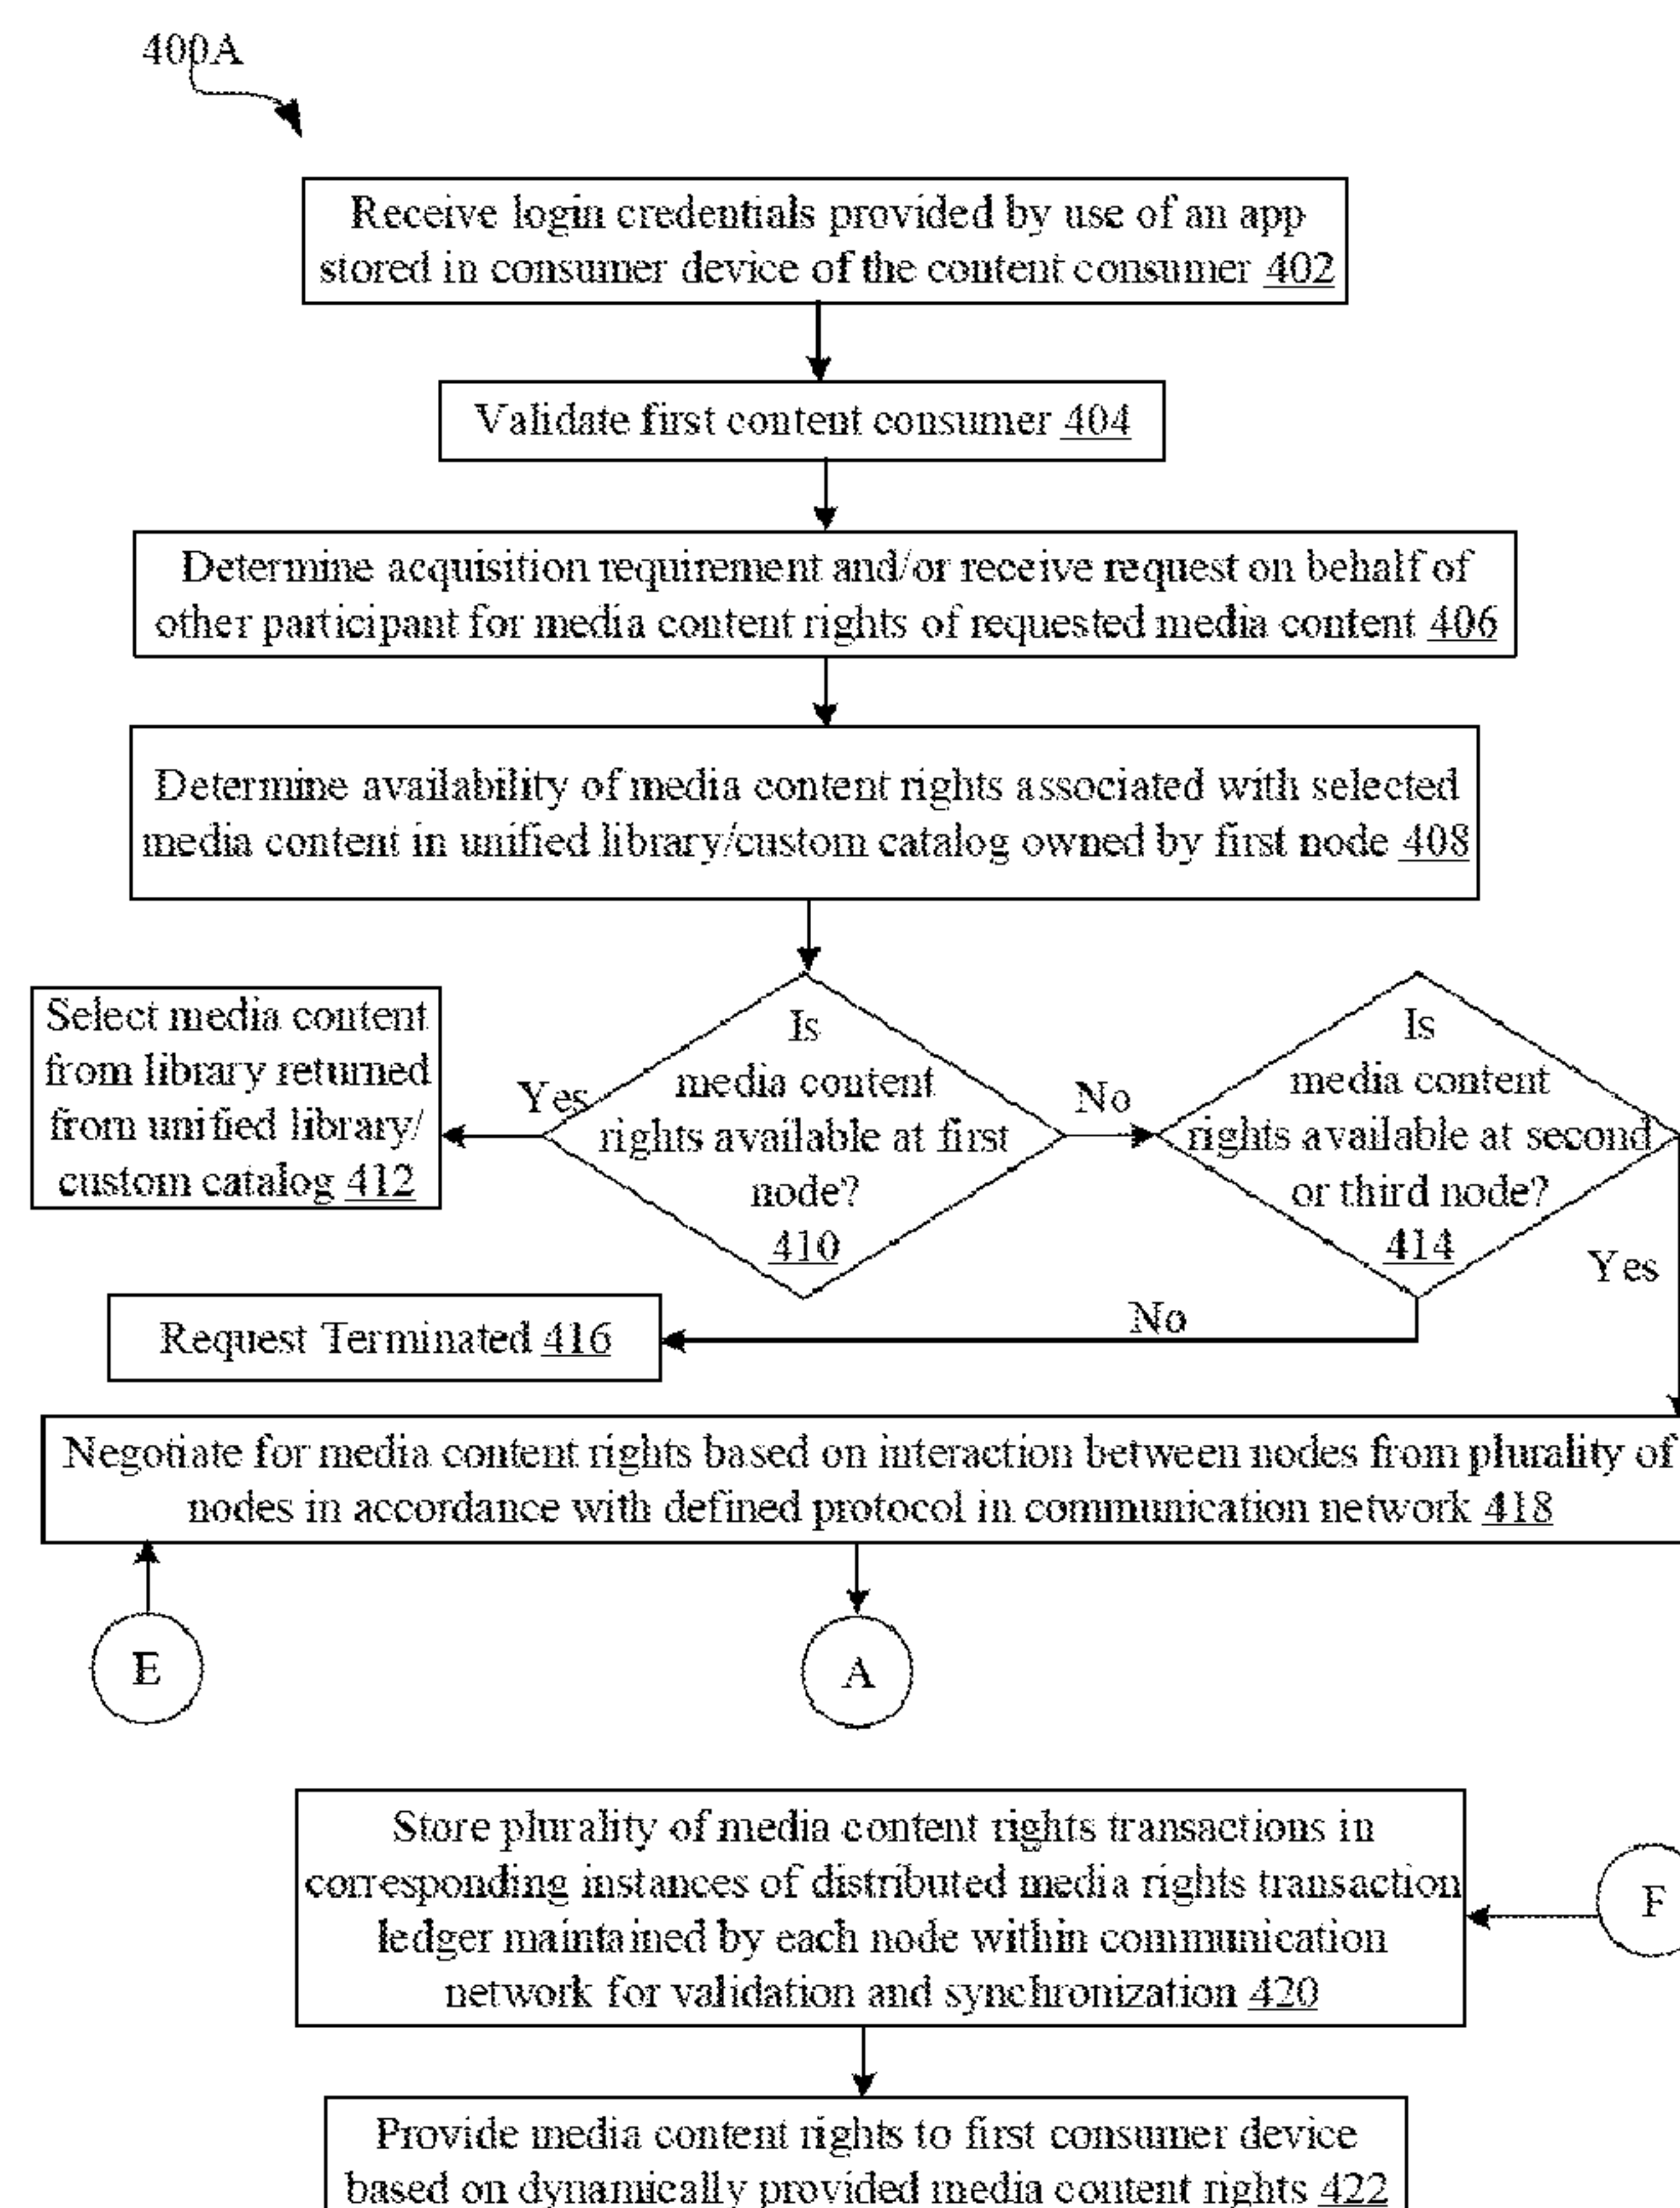 400A
Receive login credentials provided by use of an app
stored in consumer device of the content consumer 402
Validate first content consumer 404
Determine acquisition requirement and/or receive request on behalf of
other participant for media content rights of requested media content 406
Determine availability of media content rights associated with selected
media content in unified library/custom catalog owned by first node 408
Select media content
from library returned
from unified library/
custom catalog 412
Yes
Is
media content
rights available at first
node?
410
No
Is
media content
rights available at second
or third node?
414
Yes
No
Request Terminated 416
Negotiate for media content rights based on interaction between nodes from plurality of
nodes in accordance with defined protocol in communication network 418
E
A
Store plurality of media content rights transactions in
corresponding instances of distributed media rights transaction
ledger maintained by each node within communication
network for validation and synchronization 420
F
Provide media content rights to first consumer device
based on dynamically provided media content rights 422